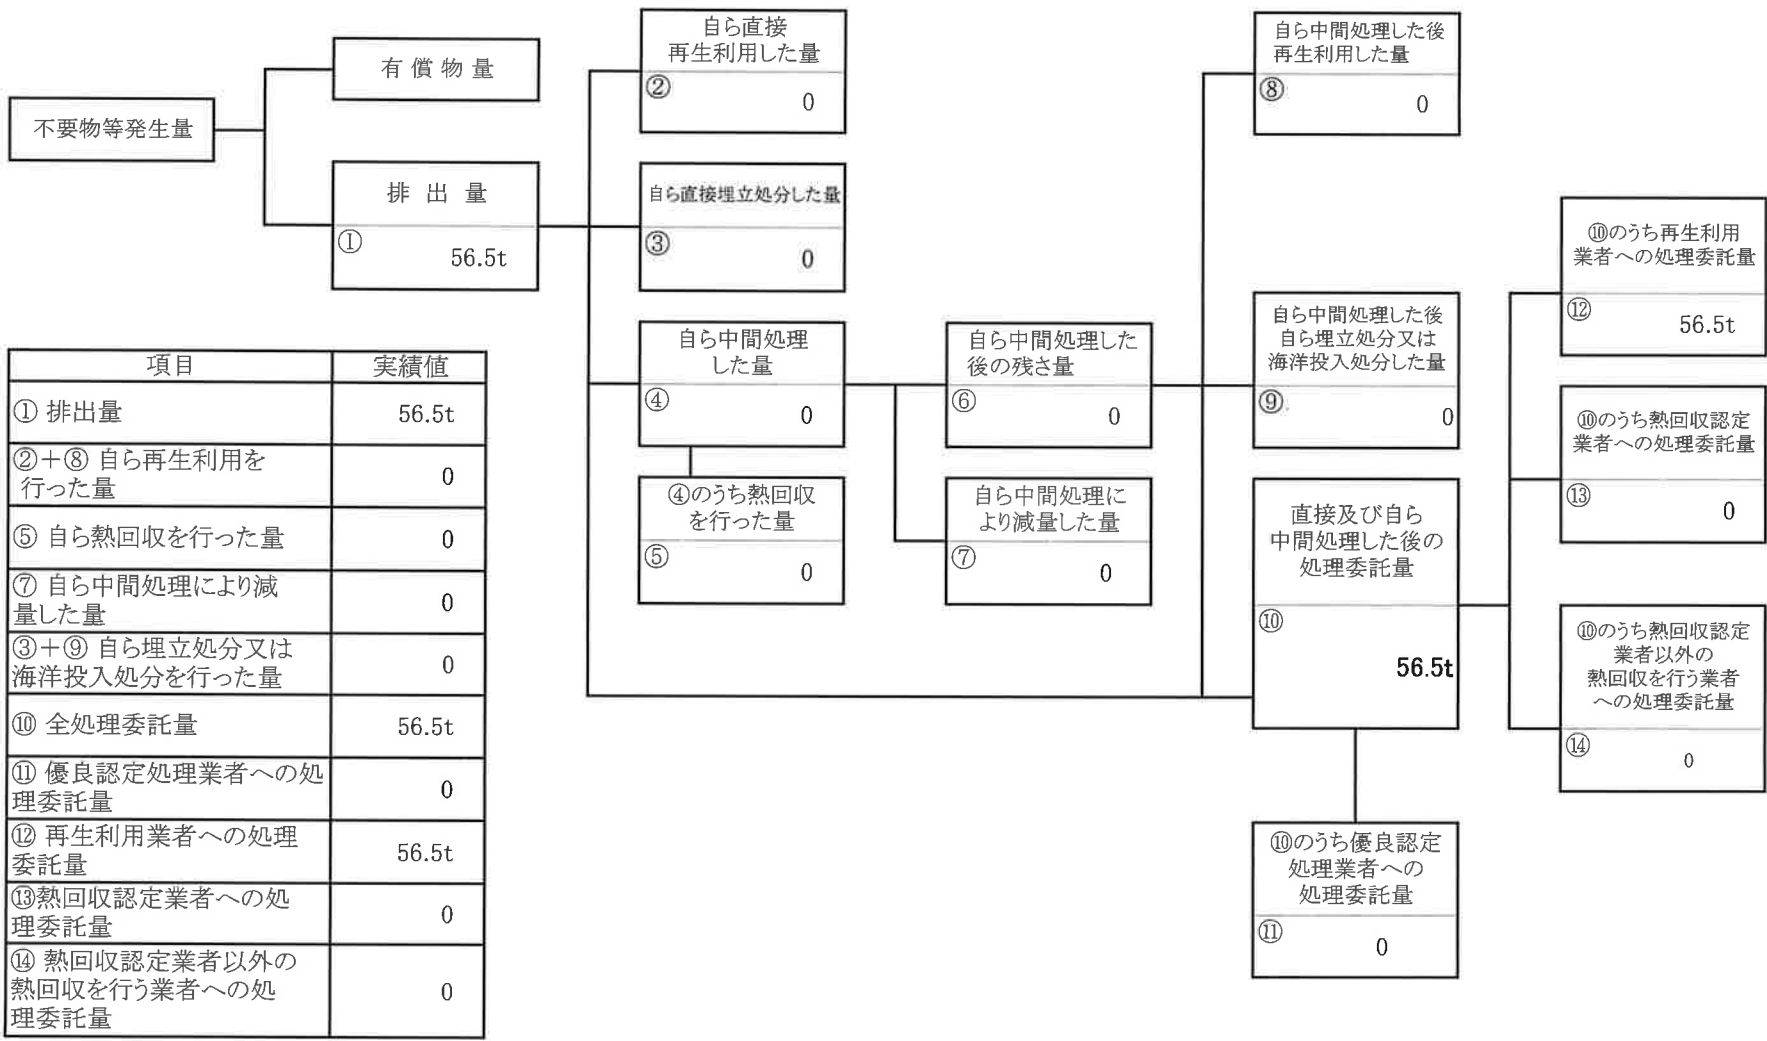 不要物等発生量
有償物量
排出量
①
56.5t
自ら直接
再生利用した量
②
0
自ら直接埋立処分した量
③
0
自ら中間処理
した量
④
0
④のうち熱回収
を行った量
⑤
0
自ら中間処理した
後の残さ量
⑥
0
自ら中間処理に
より減量した量
⑦
0
自ら中間処理した後
再生利用した量
⑧
0
自ら中間処理した後
自ら埋立処分又は
海洋投入処分した量
⑨
0
直接及び自ら
中間処理した後の
処理委託量
⑩
56.5t
⑩のうち優良認定
処理業者への
処理委託量
⑪
0
⑩のうち再生利用
業者への処理委託量
⑫
56.5t
⑩のうち熱回収認定
業者への処理委託量
⑬
0
⑩のうち熱回収認定
業者以外の
熱回収を行う業者
への処理委託量
⑭
0
項目 実績値
① 排出量 56.5t
②+⑧ 自ら再生利用を
行った量 0
⑤ 自ら熱回収を行った量 0
⑦ 自ら中間処理により減
量した量 0
③+⑨ 自ら埋立処分又は
海洋投入処分を行った量 0
⑩ 全処理委託量 56.5t
⑪ 優良認定処理業者への処
理委託量 0
⑫ 再生利用業者への処理
委託量 56.5t
⑬熱回収認定業者への処
理委託量 0
⑭ 熱回収認定業者以外の
熱回収を行う業者への処
理委託量 0